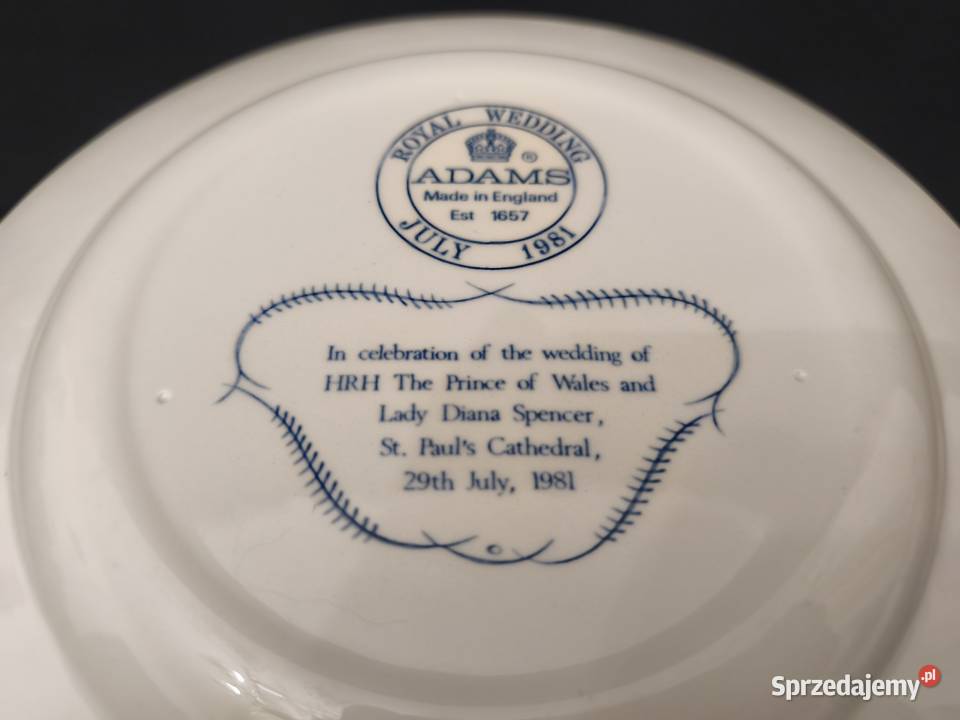 ROYAL WEDDING
ADAMS ®
Made in England
Est 1657
JULY 1981
In celebration of the wedding of
HRH The Prince of Wales and
Lady Diana Spencer,
St. Paul's Cathedral,
29th July, 1981
Sprzedajemy.pl